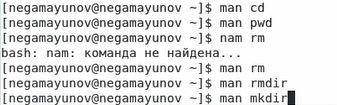 [negamayunov@negamayunov ~]$ man cd
[negamayunov@negamayunov ~]$ man pwd
[negamayunov@negamayunov ~]$ nam rm
bash: nam: команда не найдена...
[negamayunov@negamayunov ~]$ man rm
[negamayunov@negamayunov ~]$ man rmdir
[negamayunov@negamayunov ~]$ man mkdir